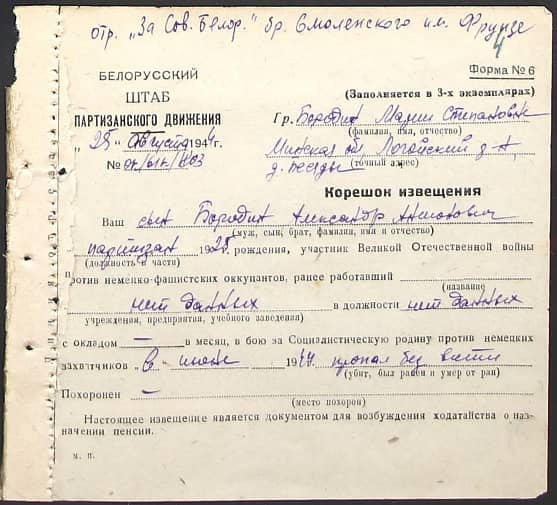 отр. „За Сов. Белор." бр. Смоленского им. Фрунзе
4
БЕЛОРУССКИЙ
ШТАБ
ПАРТИЗАНСКОГО ДВИЖЕНИЯ
„25" августа 1944 г.
№
Форма № 6
(Заполняется в 3-х экземплярах)
Гр. Бородич Марии Степановне
(фамилия, имя, отчество)
Минская обл. Логойский р-н
д. Беседы
(точный адрес)
Корешок извещения
Ваш сын Бородич Александр Антонович
(муж, сын, брат, фамилия, имя и отчество)
партизан 1925 рождения, участник Великой Отечественной войны
(должность в части)
против немецко-фашистских оккупантов, ранее работавший
(название
нет данных в должности нет данных
учреждения, предприятия, учебного заведения)
с окладом — в месяц, в бою за Социалистическую родину против немецких
захватчиков „в июне 1944 пропал без вести
(убит, был ранен и умер от ран)
Похоронен —
(место похорон)
Настоящее извещение является документом для возбуждения ходатайства о наз-
начении пенсии.
м. п.